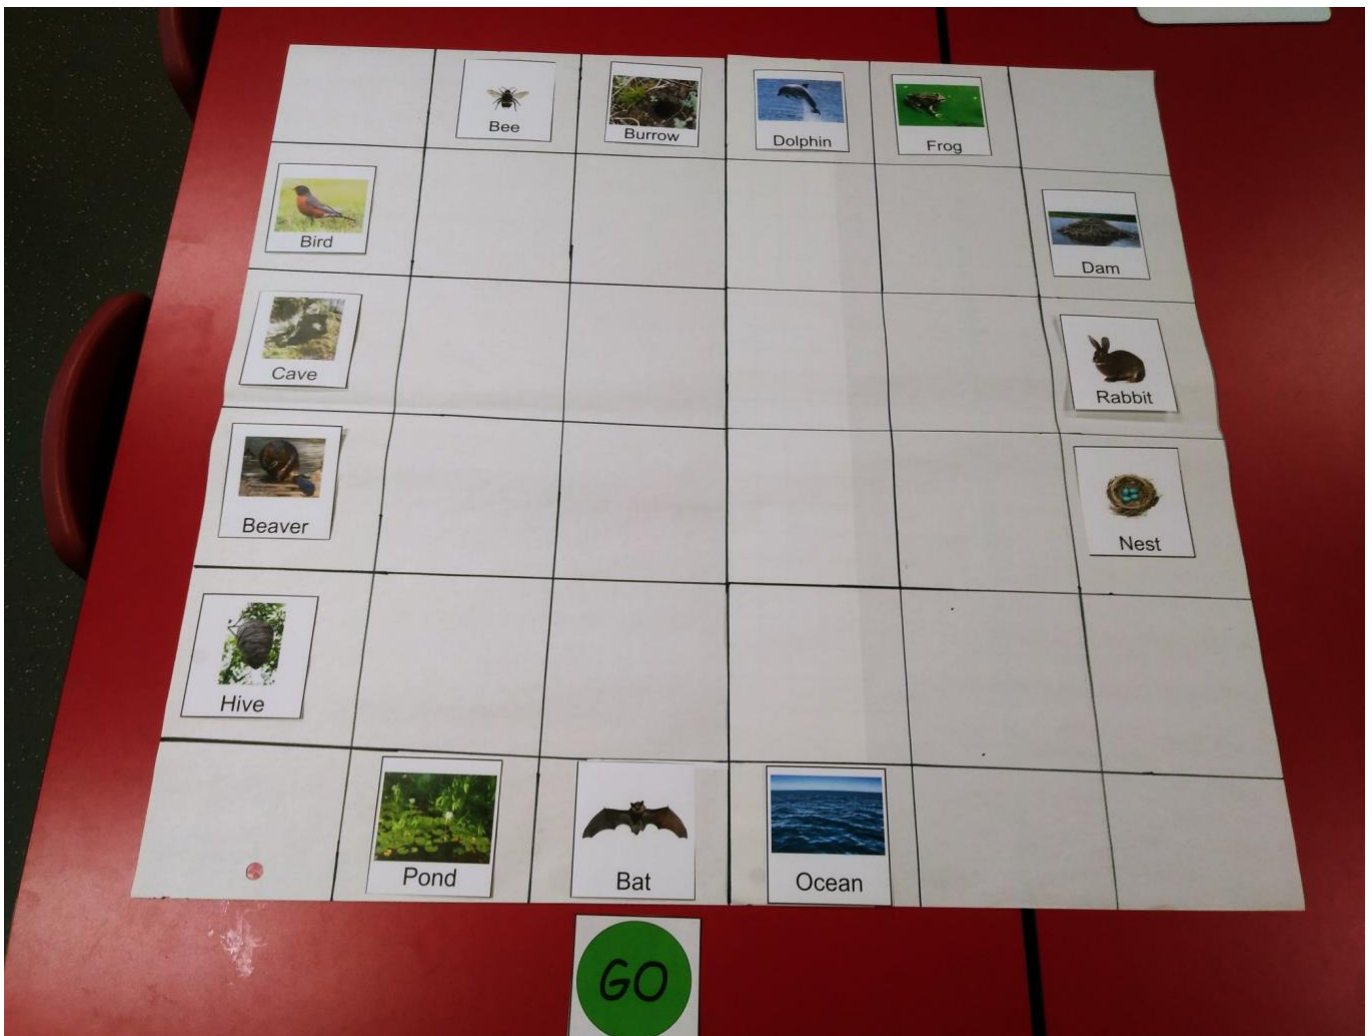 Bee
Burrow
Dolphin
Frog
Bird
Dam
Cave
Rabbit
Beaver
Nest
Hive
Pond
Bat
Ocean
GO